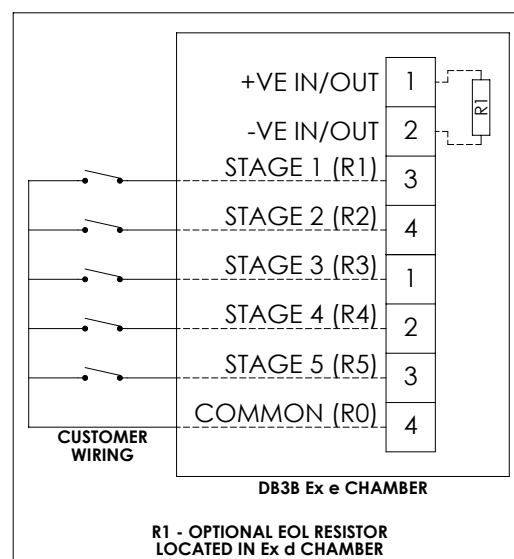 +VE IN/OUT 1
-VE IN/OUT 2
R1
STAGE 1 (R1) 3
STAGE 2 (R2) 4
STAGE 3 (R3) 1
STAGE 4 (R4) 2
STAGE 5 (R5) 3
COMMON (R0) 4
CUSTOMER
WIRING
DB3B Ex e CHAMBER
R1 - OPTIONAL EOL RESISTOR
LOCATED IN Ex d CHAMBER